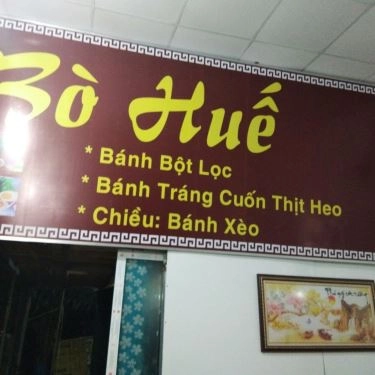 Bò Huế
* Bánh Bột Lọc
* Bánh Tráng Cuốn Thịt Heo
* Chiều: Bánh Xèo